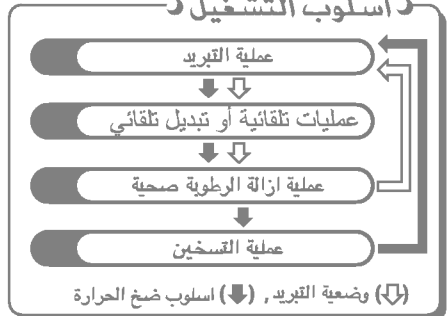 اسلوب التشغيل
عملية التبريد
عمليات تلقائية أو تبديل تلقائي
عملية ازالة الرطوبة صحية
عملية التسخين
(⇩) وضعية التبريد , (⬇) اسلوب ضخ الحرارة